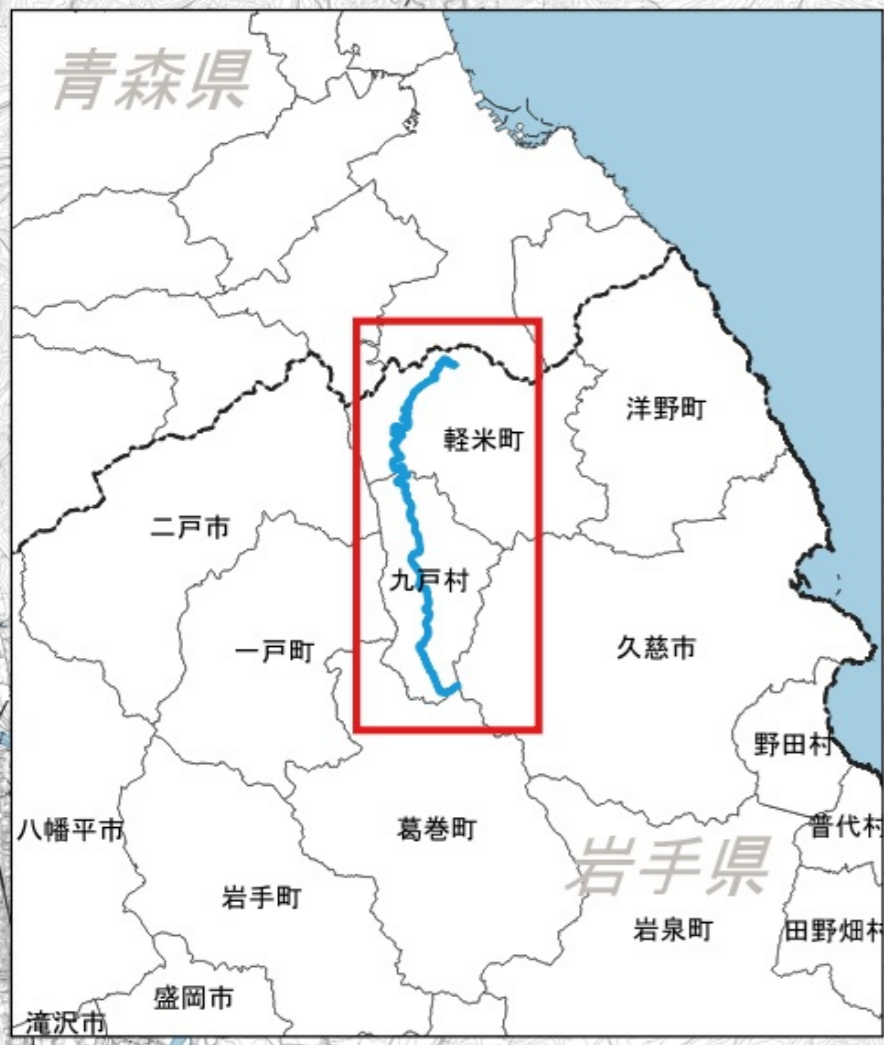 青森県
洋野町
軽米町
二戸市
九戸村
一戸町
久慈市
野田村
八幡平市
葛巻町
普代村
岩手県
岩手町
岩泉町
田野畑村
盛岡市
滝沢市